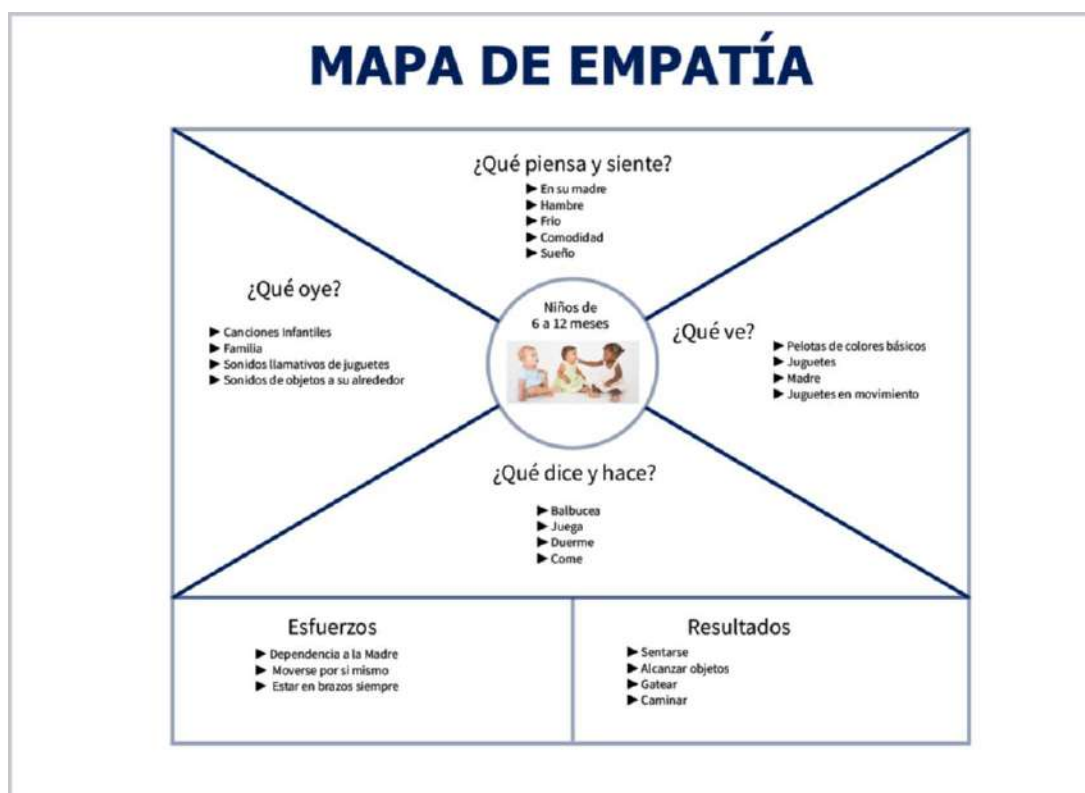 MAPA DE EMPATÍA
¿Qué piensa y siente?
▶ En su madre
▶ Hambre
▶ Frio
▶ Comodidad
▶ Sueño
¿Qué oye?
▶ Canciones Infantiles
▶ Familia
▶ Sonidos llamativos de juguetes
▶ Sonidos de objetos a su alrededor
Niños de
6 a 12 meses
¿Qué ve?
▶ Pelotas de colores básicos
▶ Juguetes
▶ Madre
▶ Juguetes en movimiento
¿Qué dice y hace?
▶ Balbucea
▶ Juega
▶ Duerme
▶ Come
Esfuerzos
▶ Dependencia a la Madre
▶ Moverse por si mismo
▶ Estar en brazos siempre
Resultados
▶ Sentarse
▶ Alcanzar objetos
▶ Gatear
▶ Caminar